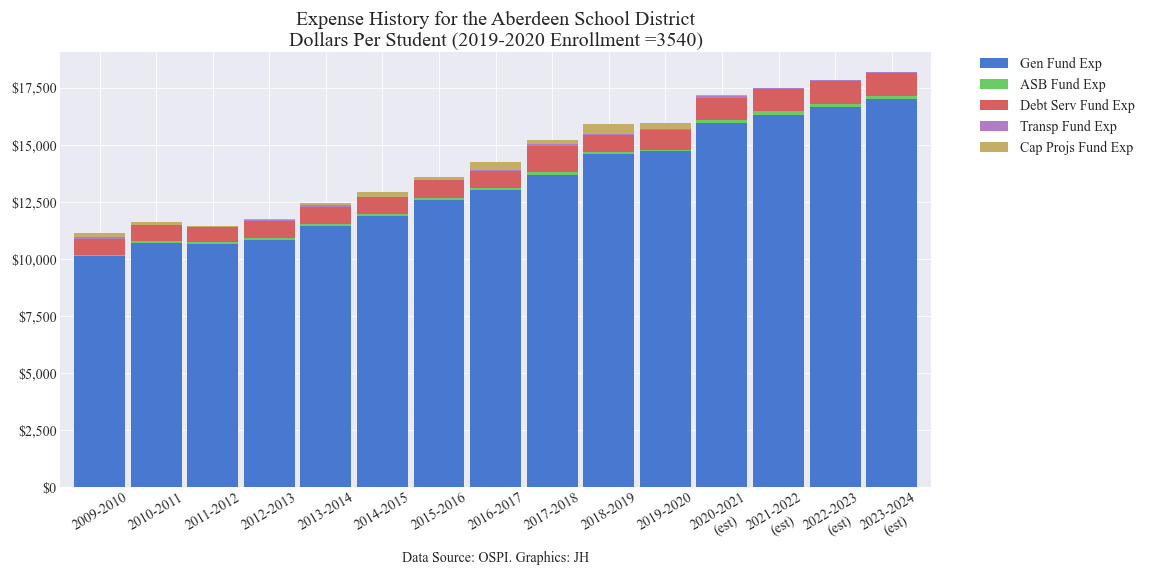 Expense History for the Aberdeen School District
Dollars Per Student (2019-2020 Enrollment =3540)
Gen Fund Exp
ASB Fund Exp
Debt Serv Fund Exp
Transp Fund Exp
Cap Projs Fund Exp
$17,500
$15,000
$12,500
$10,000
$7,500
$5,000
$2,500
$0
2009-2010
2010-2011
2011-2012
2012-2013
2013-2014
2014-2015
2015-2016
2016-2017
2017-2018
2018-2019
2019-2020
2020-2021
(est)
2021-2022
(est)
2022-2023
(est)
2023-2024
(est)
Data Source: OSPI. Graphics: JH